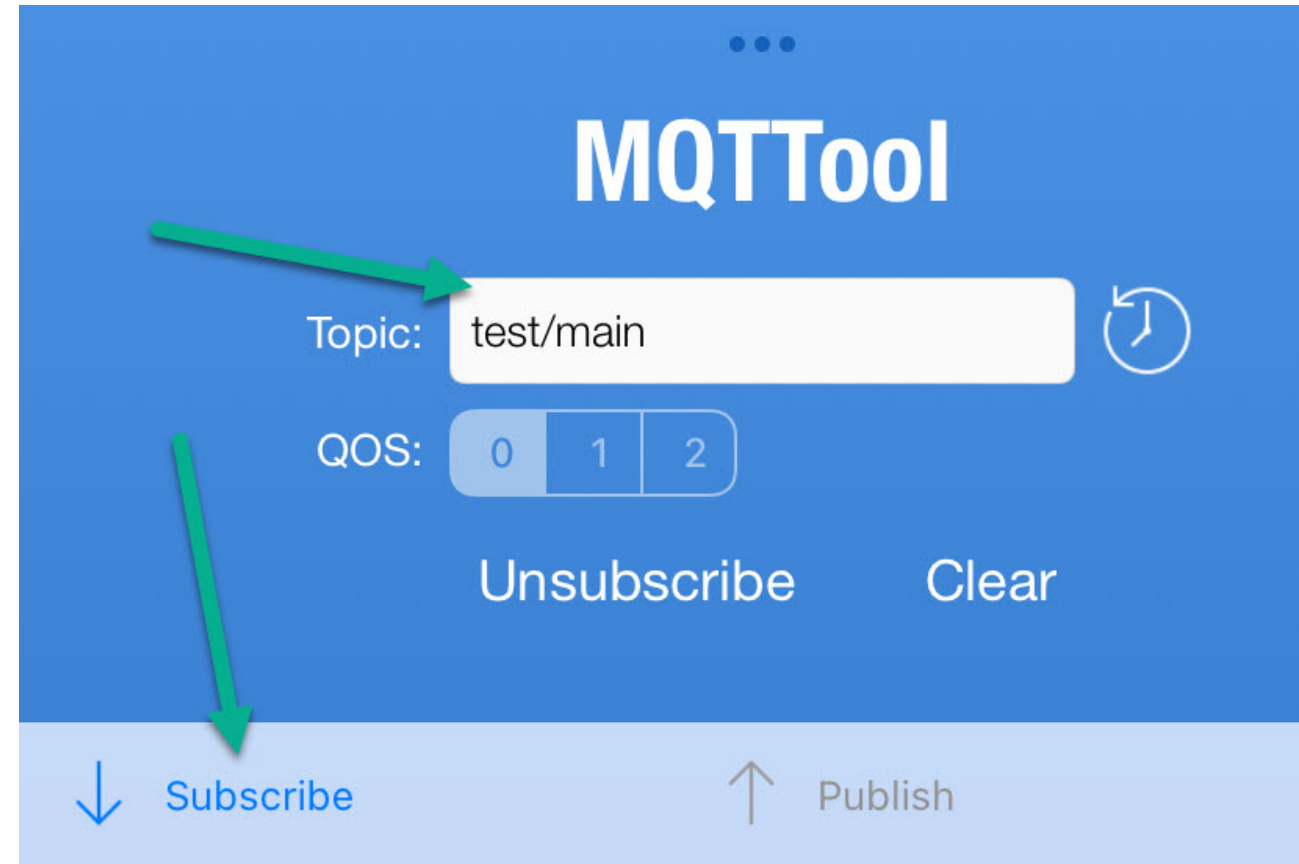 MQTTool
Topic: test/main
QOS: 0 1 2
Unsubscribe Clear
Subscribe Publish